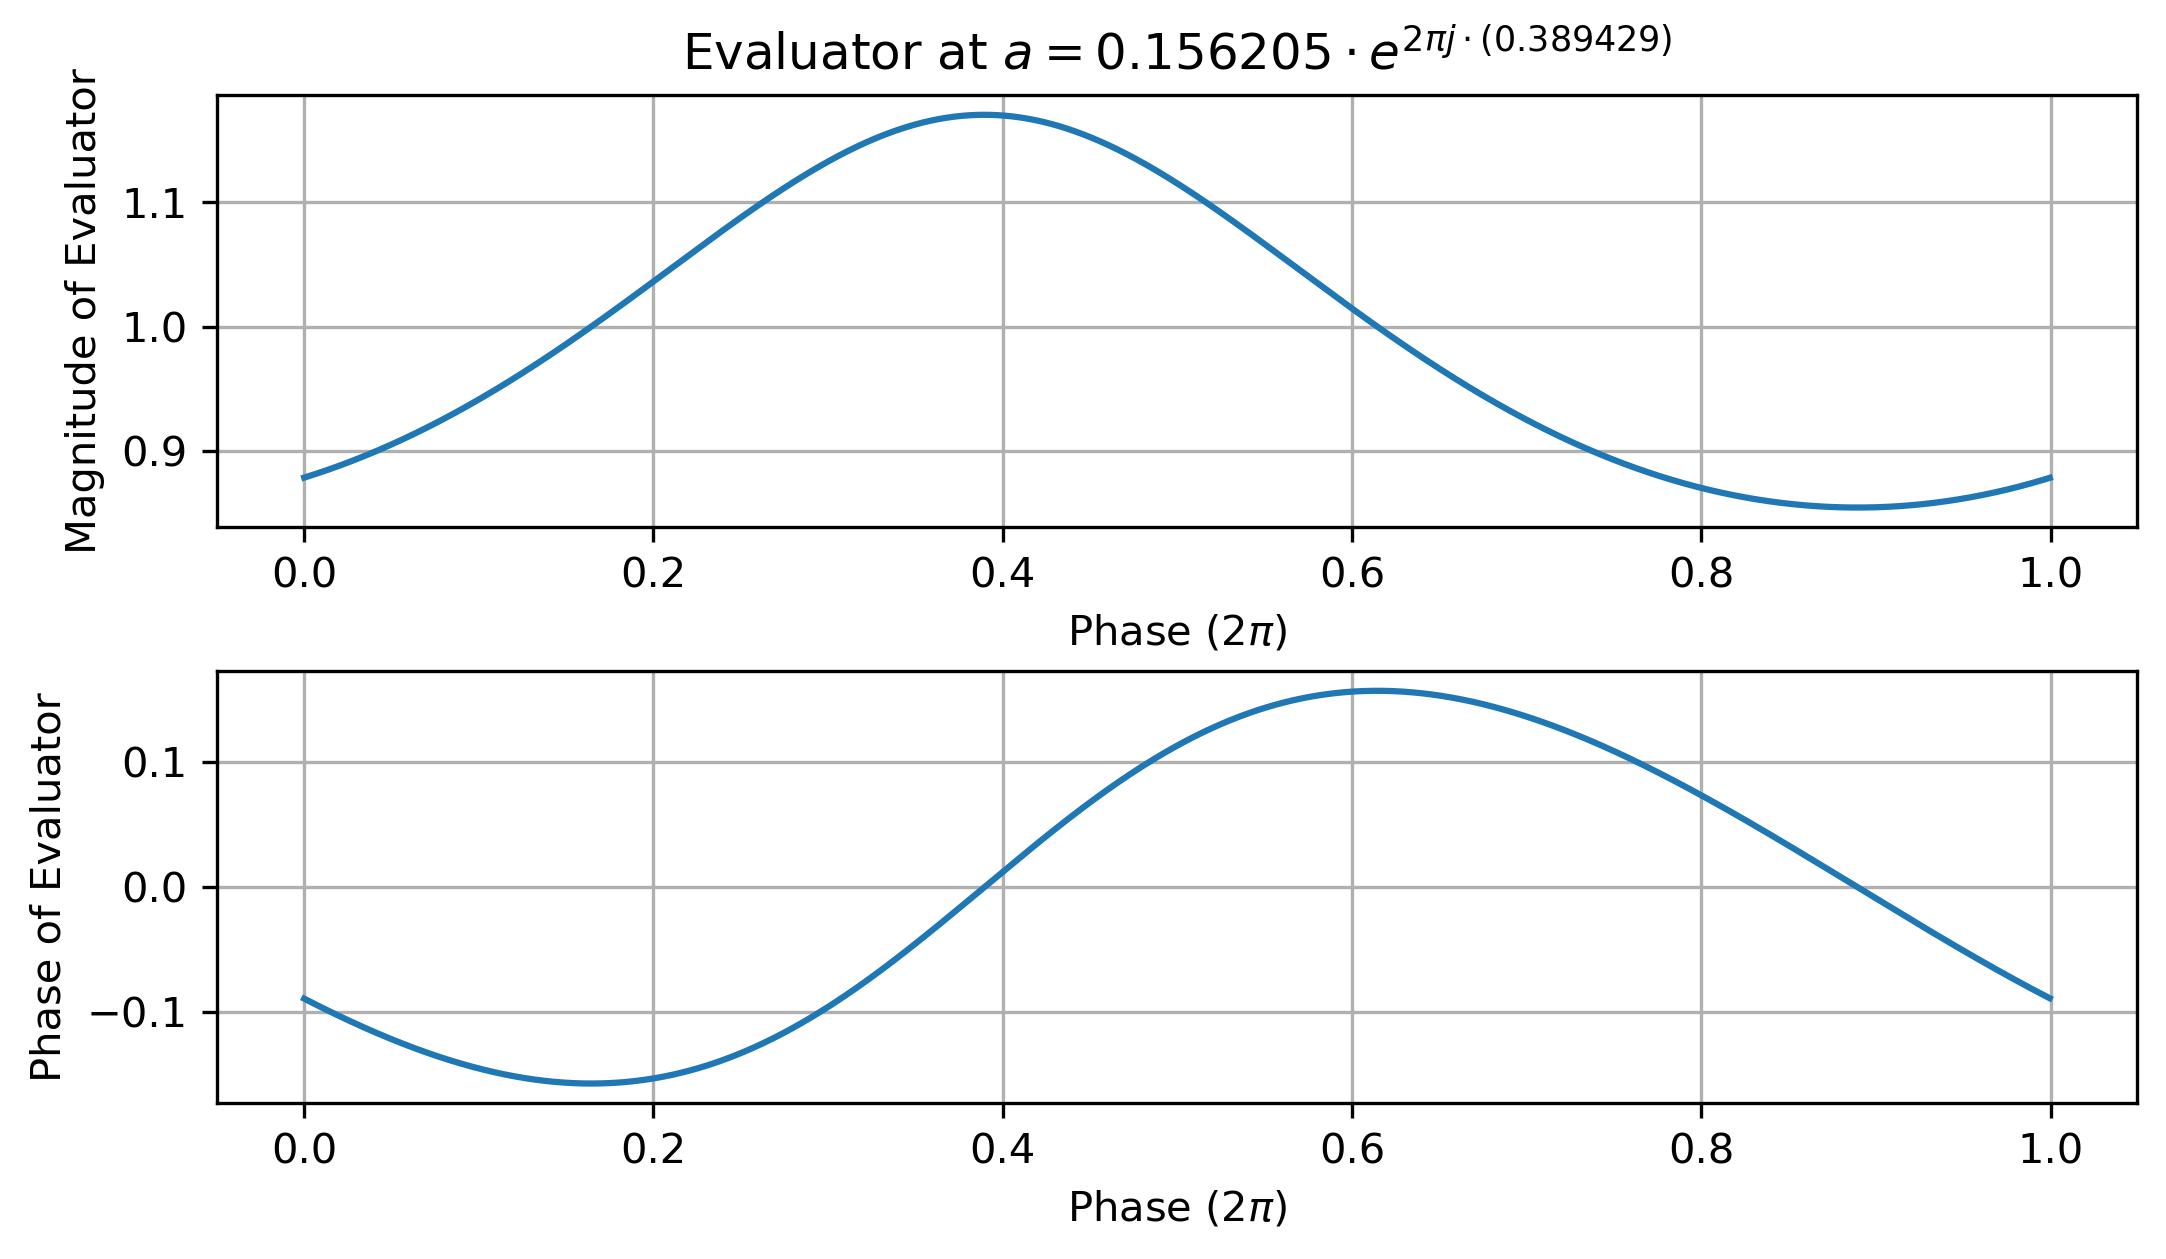 Evaluator at a = 0.156205 · e^{2πj · (0.389429)}
Magnitude of Evaluator
1.1
1.0
0.9
0.0 0.2 0.4 0.6 0.8 1.0
Phase (2π)
Phase of Evaluator
0.1
0.0
−0.1
0.0 0.2 0.4 0.6 0.8 1.0
Phase (2π)